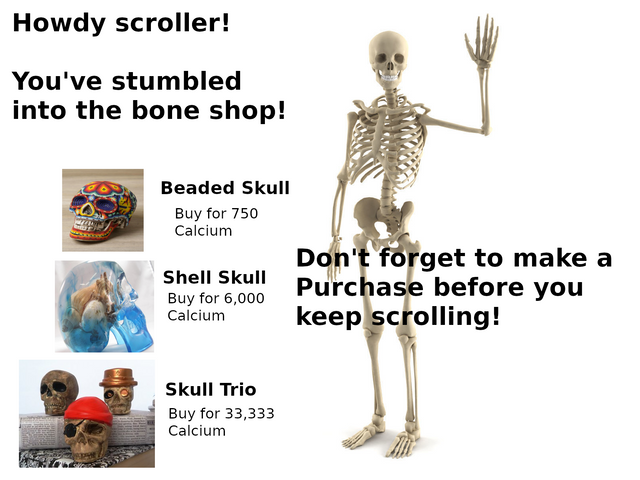 Howdy scroller!
You've stumbled
into the bone shop!
Beaded Skull
Buy for 750
Calcium
Shell Skull
Buy for 6,000
Calcium
Skull Trio
Buy for 33,333
Calcium
Don't forget to make a
Purchase before you
keep scrolling!